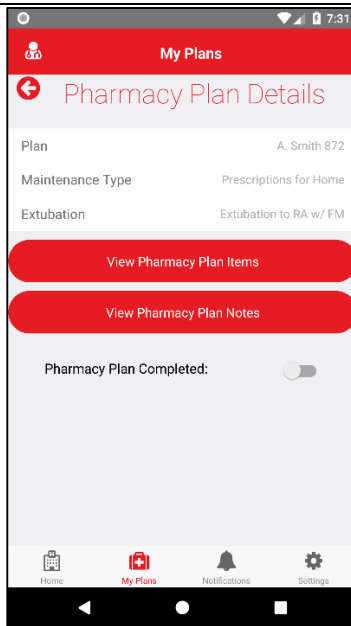 7:31
My Plans
Pharmacy Plan Details
Plan A. Smith 872
Maintenance Type Prescriptions for Home
Extubation Extubation to RA w/ FM
View Pharmacy Plan Items
View Pharmacy Plan Notes
Pharmacy Plan Completed:
Home My Plans Notifications Settings